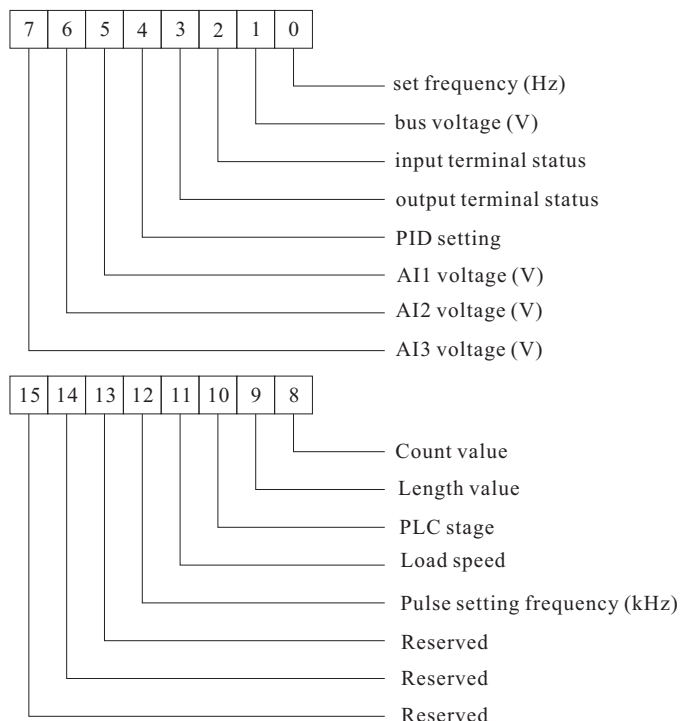 7 6 5 4 3 2 1 0
set frequency (Hz)
bus voltage (V)
input terminal status
output terminal status
PID setting
AI1 voltage (V)
AI2 voltage (V)
AI3 voltage (V)
15 14 13 12 11 10 9 8
Count value
Length value
PLC stage
Load speed
Pulse setting frequency (kHz)
Reserved
Reserved
Reserved